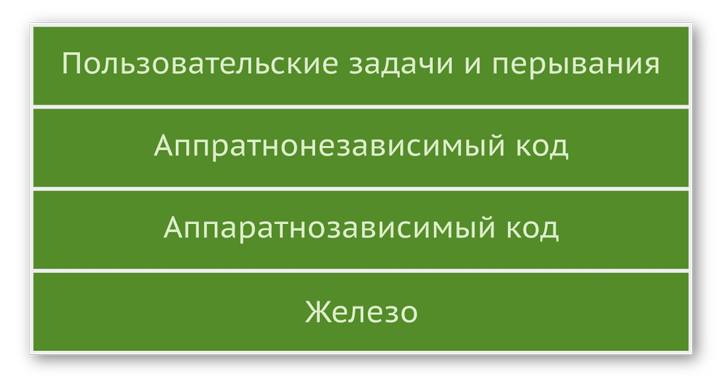 Пользовательские задачи и перывания
Аппратнонезависимый код
Аппаратнозависимый код
Железо